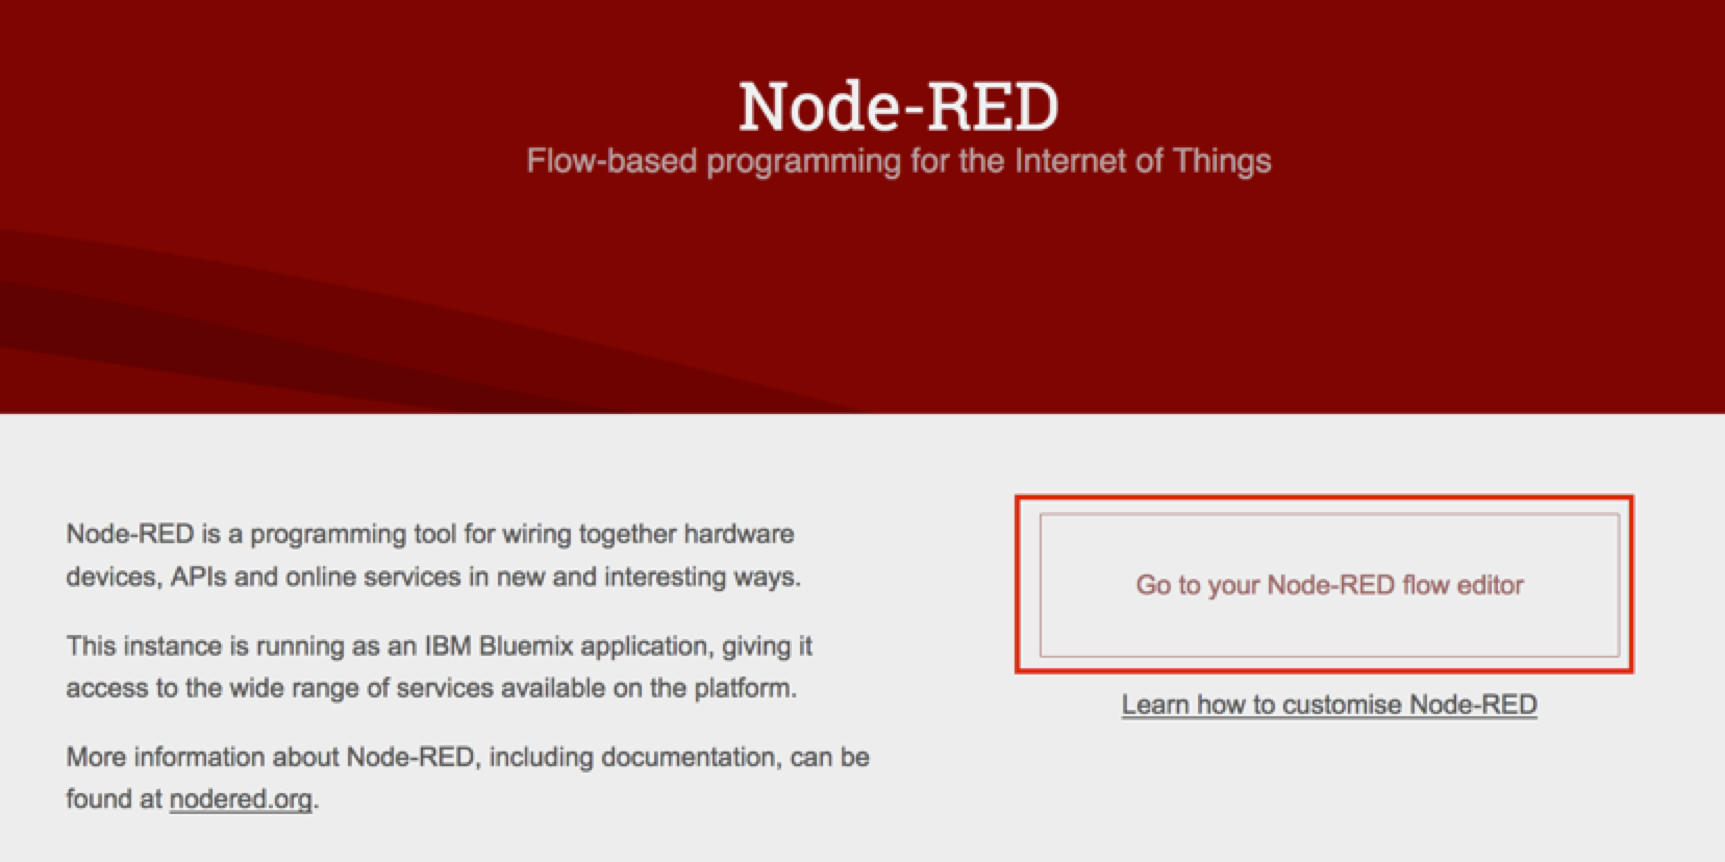 Node-RED
Flow-based programming for the Internet of Things
Node-RED is a programming tool for wiring together hardware
devices, APIs and online services in new and interesting ways.
This instance is running as an IBM Bluemix application, giving it
access to the wide range of services available on the platform.
More information about Node-RED, including documentation, can be
found at nodered.org.
Go to your Node-RED flow editor
Learn how to customise Node-RED